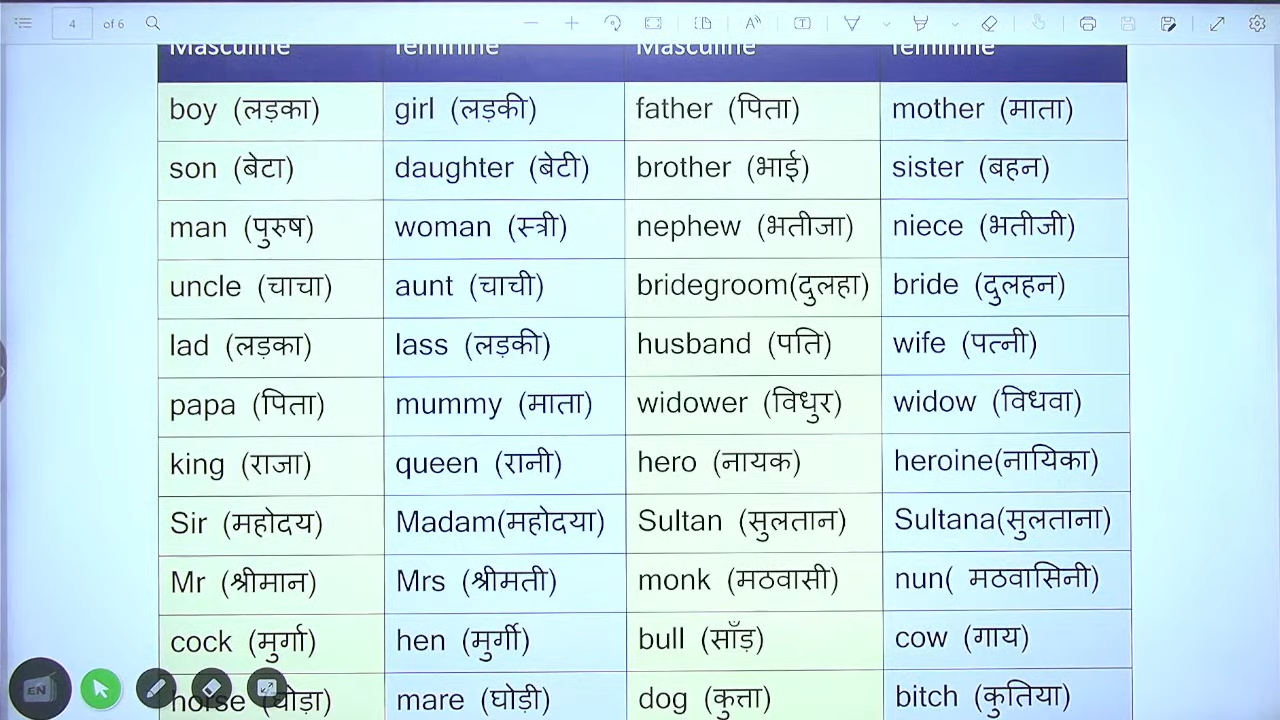 4 of 6
Masculine feminine Masculine feminine
boy (लड़का) girl (लड़की) father (पिता) mother (माता)
son (बेटा) daughter (बेटी) brother (भाई) sister (बहन)
man (पुरुष) woman (स्त्री) nephew (भतीजा) niece (भतीजी)
uncle (चाचा) aunt (चाची) bridegroom(दुलहा) bride (दुलहन)
lad (लड़का) lass (लड़की) husband (पति) wife (पत्नी)
papa (पिता) mummy (माता) widower (विधुर) widow (विधवा)
king (राजा) queen (रानी) hero (नायक) heroine(नायिका)
Sir (महोदय) Madam(महोदया) Sultan (सुलतान) Sultana(सुलताना)
Mr (श्रीमान) Mrs (श्रीमती) monk (मठवासी) nun( मठवासिनी)
cock (मुर्गा) hen (मुर्गी) bull (साँड़) cow (गाय)
horse (घोड़ा) mare (घोड़ी) dog (कुत्ता) bitch (कुतिया)
EN